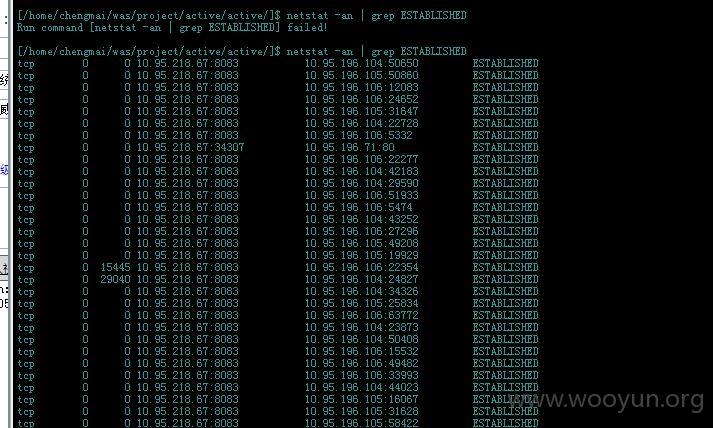 [/home/chengmai/was/project/active/active/]$ netstat -an | grep ESTABLISHED
Run command [netstat -an | grep ESTABLISHED] failed!
[/home/chengmai/was/project/active/active/]$ netstat -an | grep ESTABLISHED
tcp 0 0 10.95.218.67:8083 10.95.196.104:50650 ESTABLISHED
tcp 0 0 10.95.218.67:8083 10.95.196.105:50860 ESTABLISHED
tcp 0 0 10.95.218.67:8083 10.95.196.106:12083 ESTABLISHED
tcp 0 0 10.95.218.67:8083 10.95.196.106:24652 ESTABLISHED
tcp 0 0 10.95.218.67:8083 10.95.196.105:31647 ESTABLISHED
tcp 0 0 10.95.218.67:8083 10.95.196.104:22728 ESTABLISHED
tcp 0 0 10.95.218.67:8083 10.95.196.106:5332 ESTABLISHED
tcp 0 0 10.95.218.67:34307 10.95.196.71:80 ESTABLISHED
tcp 0 0 10.95.218.67:8083 10.95.196.106:22277 ESTABLISHED
tcp 0 0 10.95.218.67:8083 10.95.196.104:42183 ESTABLISHED
tcp 0 0 10.95.218.67:8083 10.95.196.104:29590 ESTABLISHED
tcp 0 0 10.95.218.67:8083 10.95.196.106:51933 ESTABLISHED
tcp 0 0 10.95.218.67:8083 10.95.196.106:5474 ESTABLISHED
tcp 0 0 10.95.218.67:8083 10.95.196.104:43252 ESTABLISHED
tcp 0 0 10.95.218.67:8083 10.95.196.106:27296 ESTABLISHED
tcp 0 0 10.95.218.67:8083 10.95.196.105:49208 ESTABLISHED
tcp 0 0 10.95.218.67:8083 10.95.196.105:19929 ESTABLISHED
tcp 0 15445 10.95.218.67:8083 10.95.196.106:22354 ESTABLISHED
tcp 0 29040 10.95.218.67:8083 10.95.196.104:24827 ESTABLISHED
tcp 0 0 10.95.218.67:8083 10.95.196.104:34326 ESTABLISHED
tcp 0 0 10.95.218.67:8083 10.95.196.105:25834 ESTABLISHED
tcp 0 0 10.95.218.67:8083 10.95.196.106:63772 ESTABLISHED
tcp 0 0 10.95.218.67:8083 10.95.196.104:23873 ESTABLISHED
tcp 0 0 10.95.218.67:8083 10.95.196.104:50408 ESTABLISHED
tcp 0 0 10.95.218.67:8083 10.95.196.106:15532 ESTABLISHED
tcp 0 0 10.95.218.67:8083 10.95.196.106:49482 ESTABLISHED
tcp 0 0 10.95.218.67:8083 10.95.196.106:33993 ESTABLISHED
tcp 0 0 10.95.218.67:8083 10.95.196.104:44023 ESTABLISHED
tcp 0 0 10.95.218.67:8083 10.95.196.105:16067 ESTABLISHED
tcp 0 0 10.95.218.67:8083 10.95.196.105:31628 ESTABLISHED
tcp 0 0 10.95.218.67:8083 10.95.196.105:58422 ESTABLISHED
www.wooyun.org